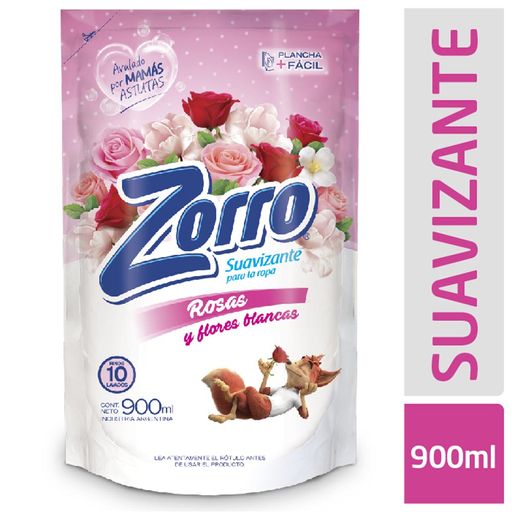 Avalado
por MAMÁS
ASTUTAS
PLANCHA
+ FÁCIL
Zorro
Suavizante
para la ropa
Rosas
y flores blancas
RINDE
10
LAVADOS
CONT.
NETO 900ml
INDUSTRIA ARGENTINA
LEA ATENTAMENTE EL RÓTULO ANTES
DE USAR EL PRODUCTO
SUAVIZANTE
900ml